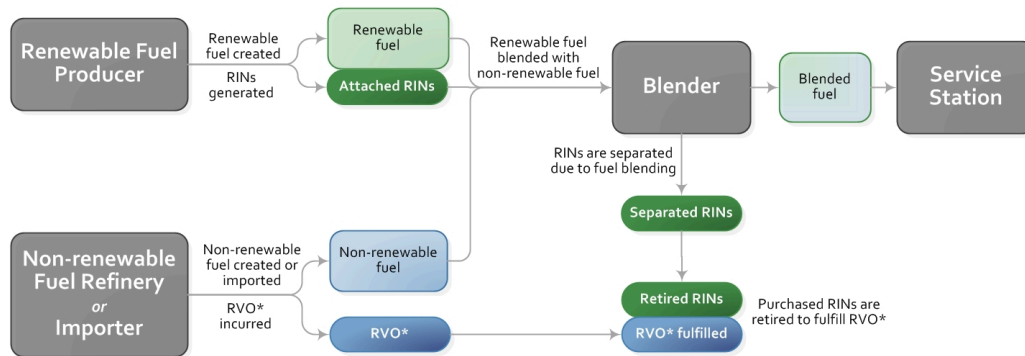 Renewable Fuel
Producer
Renewable
fuel created
RINs
generated
Renewable
fuel
Attached RINs
Renewable fuel
blended with
non-renewable fuel
Blender
Blended
fuel
Service
Station
RINs are separated
due to fuel blending
Separated RINs
Non-renewable
Fuel Refinery
or
Importer
Non-renewable
fuel created or
imported
RVO*
incurred
Non-renewable
fuel
RVO*
Retired RINs
RVO* fulfilled
Purchased RINs are
retired to fulfill RVO*